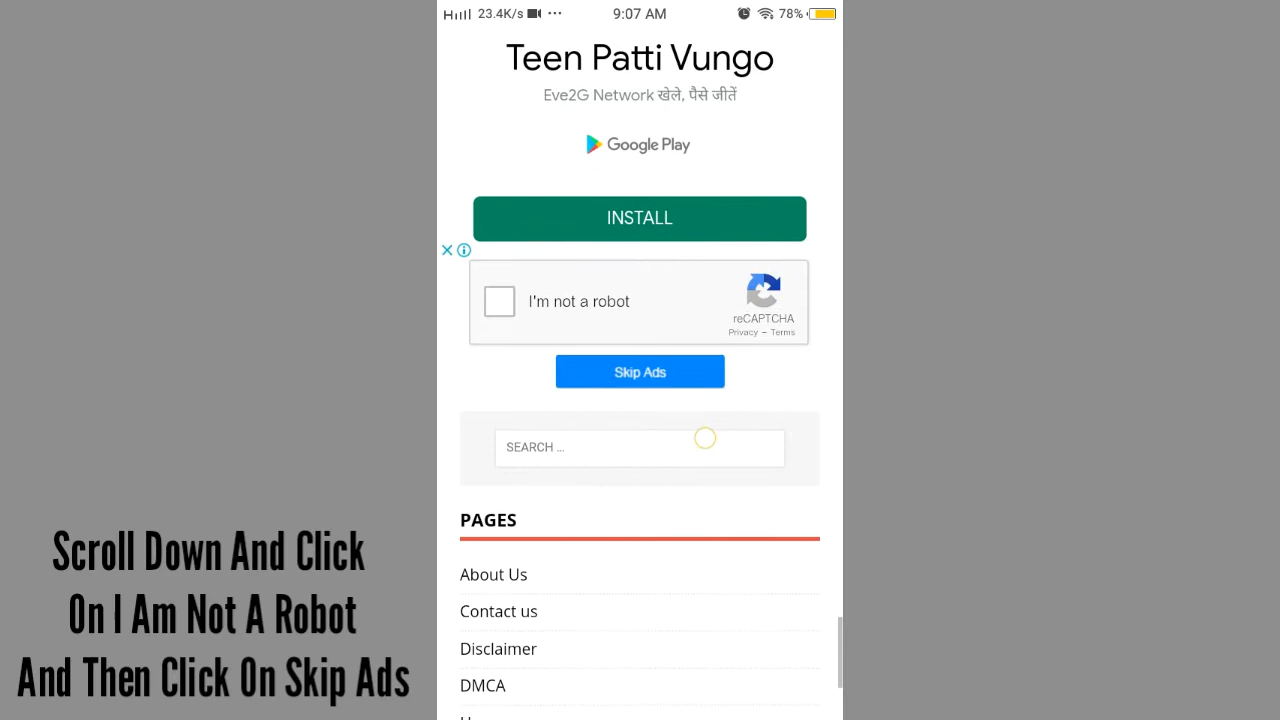 23.4K/s ... 9:07 AM 78%
Teen Patti Vungo
Eve2G Network खेले, पैसे जीतें
Google Play
INSTALL
I'm not a robot
reCAPTCHA
Privacy - Terms
Skip Ads
SEARCH ...
PAGES
About Us
Contact us
Disclaimer
DMCA
Scroll Down And Click
On I Am Not A Robot
And Then Click On Skip Ads